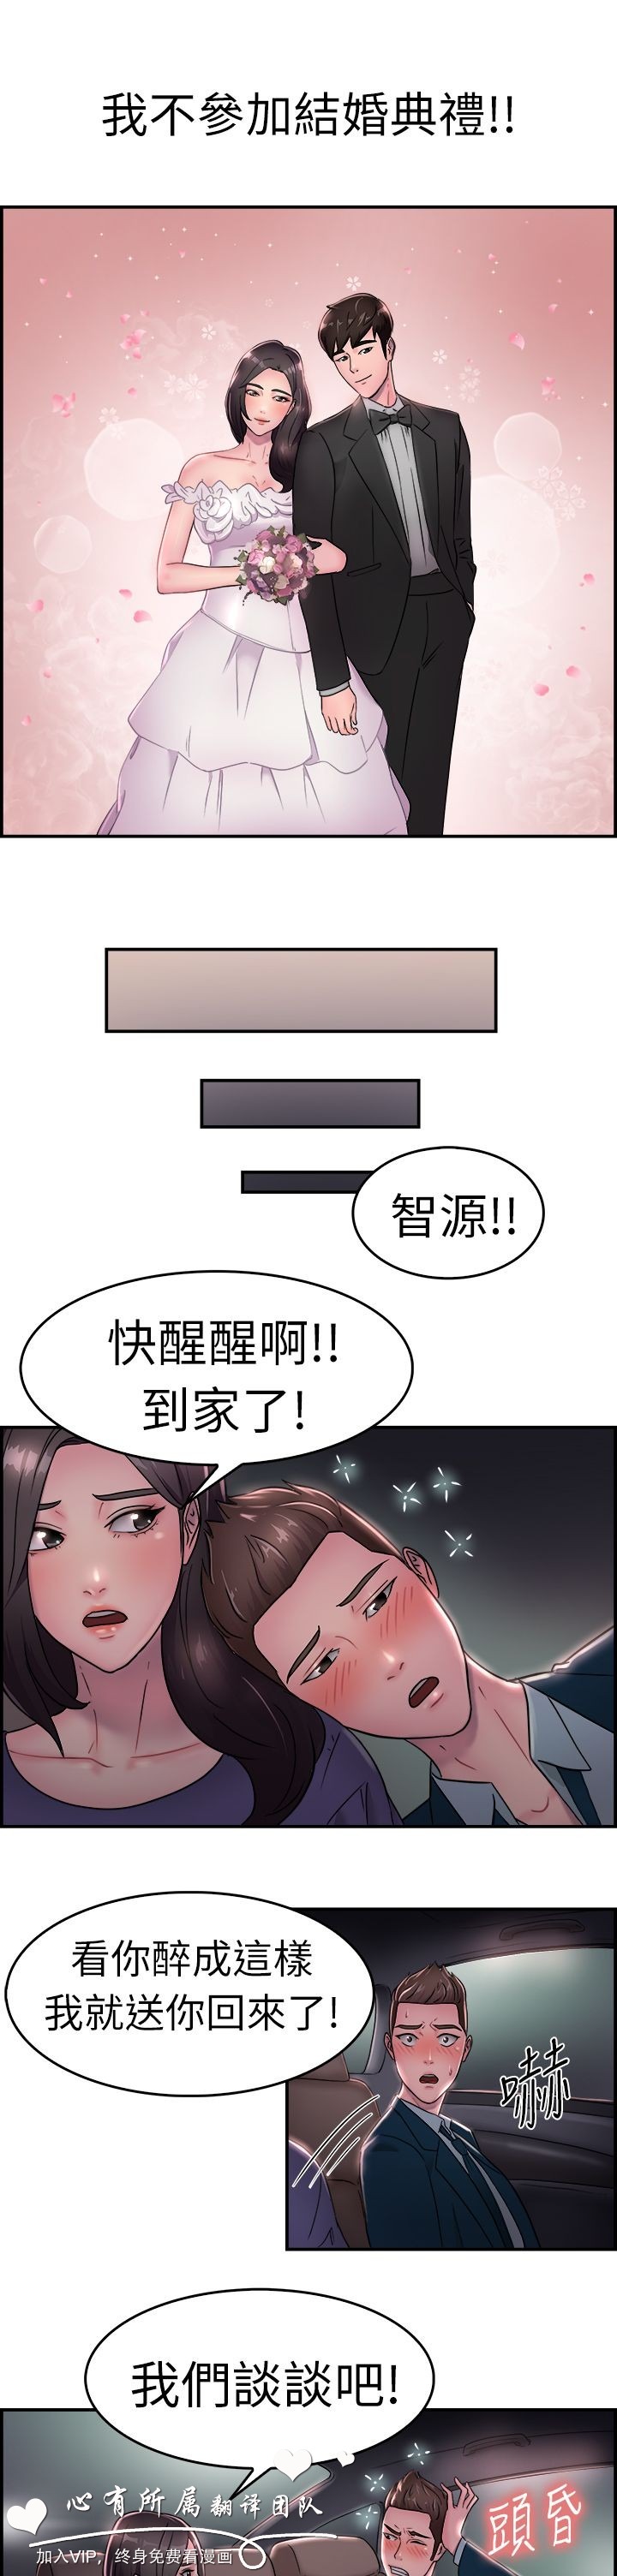 我不參加結婚典禮!!
智源!!
快醒醒啊!!
到家了!
看你醉成這樣
我就送你回來了!
嚇
我們談談吧!
頭昏
心有所属翻译团队
加入VIP，终身免费看漫画